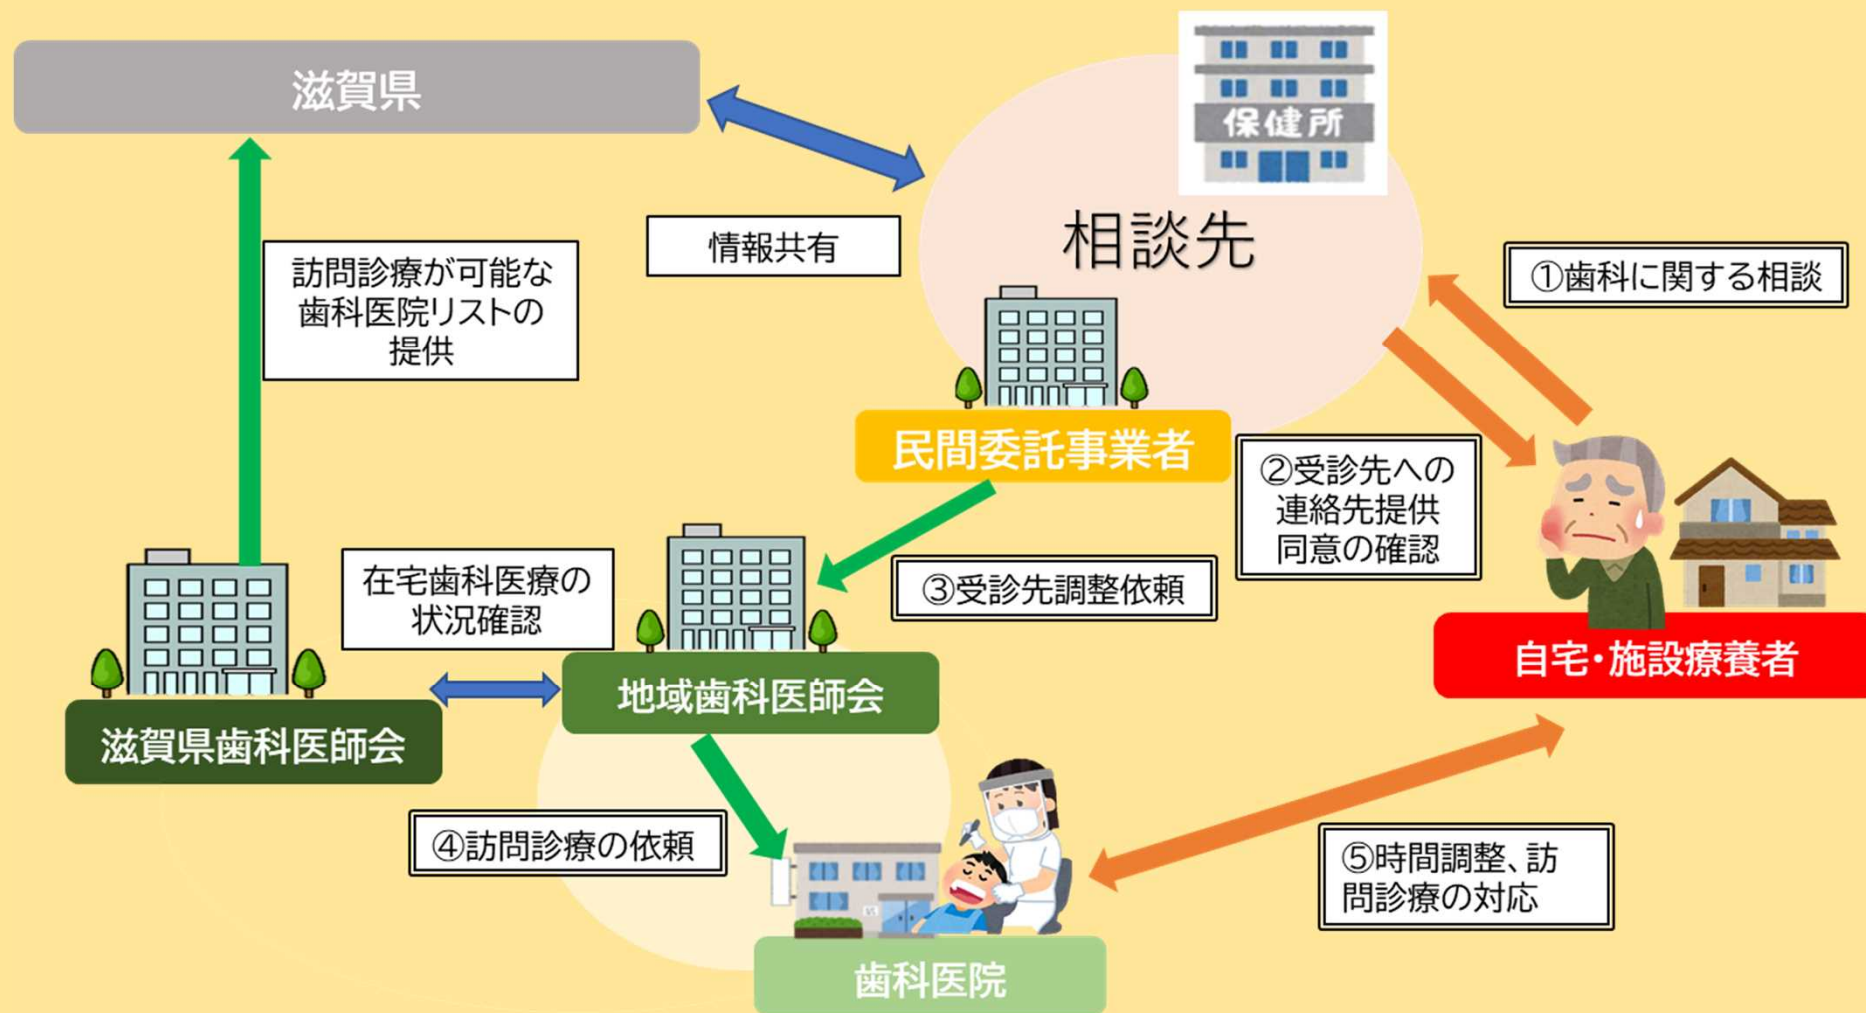 滋賀県
保健所
相談先
情報共有
訪問診療が可能な
歯科医院リストの
提供
①歯科に関する相談
民間委託事業者
②受診先への
連絡先提供
同意の確認
③受診先調整依頼
在宅歯科医療の
状況確認
自宅・施設療養者
地域歯科医師会
滋賀県歯科医師会
④訪問診療の依頼
⑤時間調整、訪
問診療の対応
歯科医院